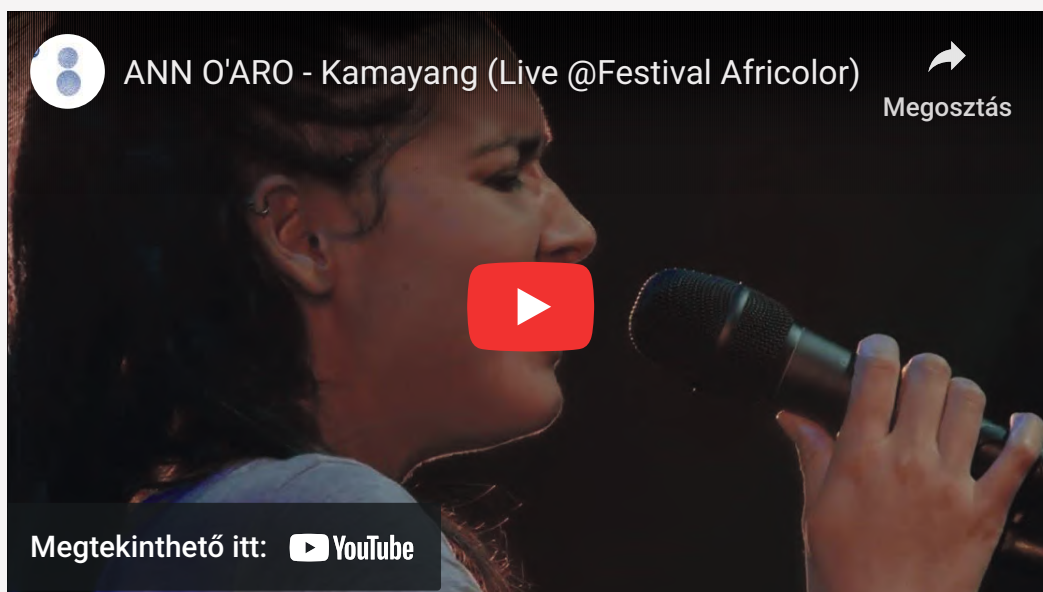 ANN O'ARO - Kamayang (Live @Festival Africolor)
Megosztás
Megtekinthető itt: YouTube